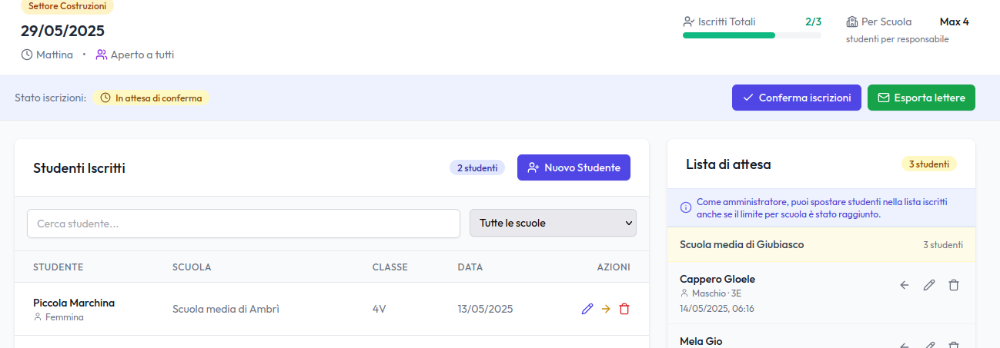 Settore Costruzioni
29/05/2025
Mattina • Aperto a tutti
Iscritti Totali 2/3
Per Scuola Max 4
studenti per responsabile
Stato iscrizioni: In attesa di conferma
Conferma iscrizioni
Esporta lettere
Studenti Iscritti
2 studenti
Nuovo Studente
Cerca studente...
Tutte le scuole
STUDENTE SCUOLA CLASSE DATA AZIONI
Piccola Marchina
Femmina
Scuola media di Ambrì
4V
13/05/2025
Lista di attesa
3 studenti
Come amministratore, puoi spostare studenti nella lista iscritti
anche se il limite per scuola è stato raggiunto.
Scuola media di Giubiasco 3 studenti
Cappero Gloele
Maschio · 3E
14/05/2025, 06:16
Mela Gio